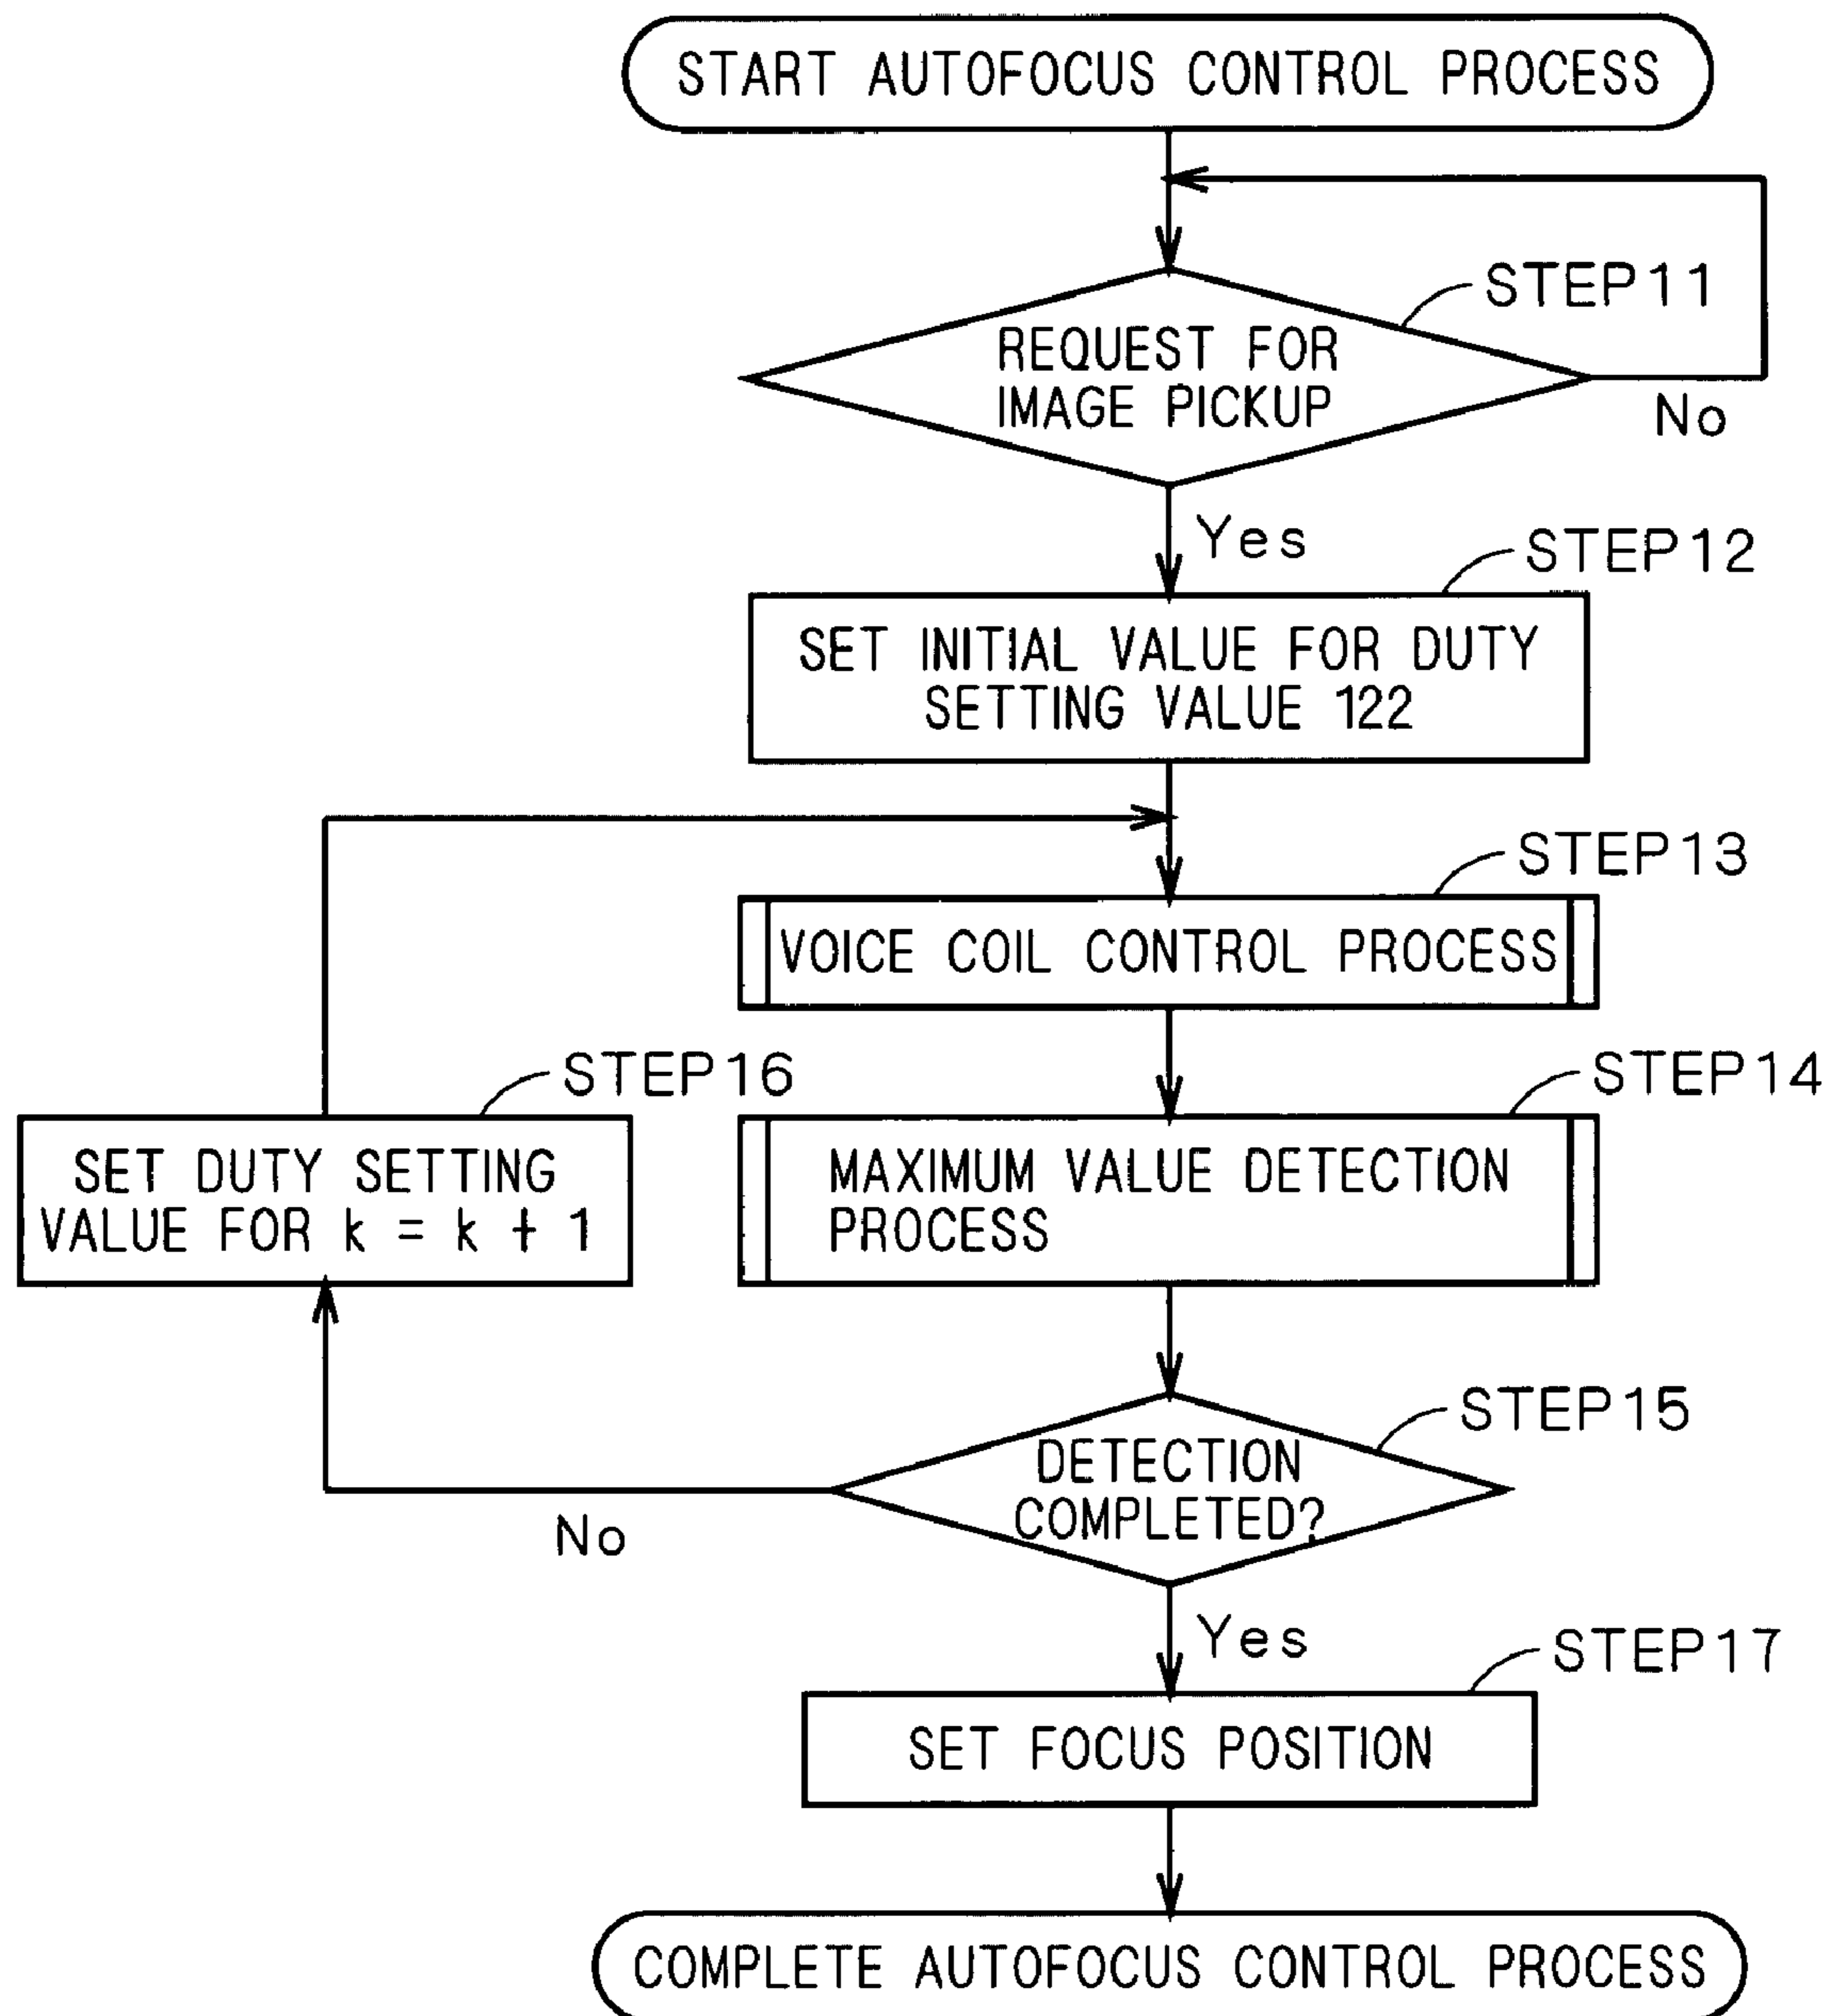 START AUTOFOCUS CONTROL PROCESS
STEP11
REQUEST FOR
IMAGE PICKUP
No
Yes
STEP12
SET INITIAL VALUE FOR DUTY
SETTING VALUE 122
STEP13
VOICE COIL CONTROL PROCESS
STEP16
STEP14
SET DUTY SETTING
VALUE FOR k = k + 1
MAXIMUM VALUE DETECTION
PROCESS
STEP15
DETECTION
COMPLETED?
No
Yes
STEP17
SET FOCUS POSITION
COMPLETE AUTOFOCUS CONTROL PROCESS